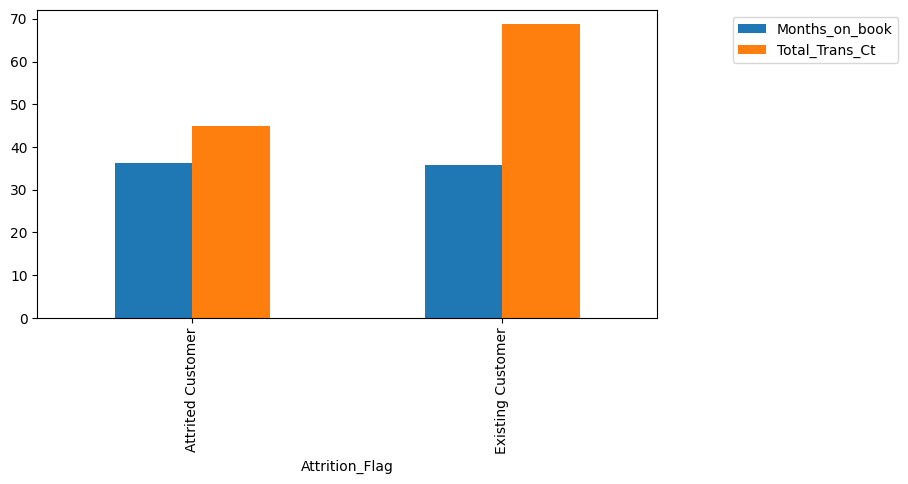 70
60
50
40
30
20
10
0
Months_on_book
Total_Trans_Ct
Attrited Customer
Existing Customer
Attrition_Flag